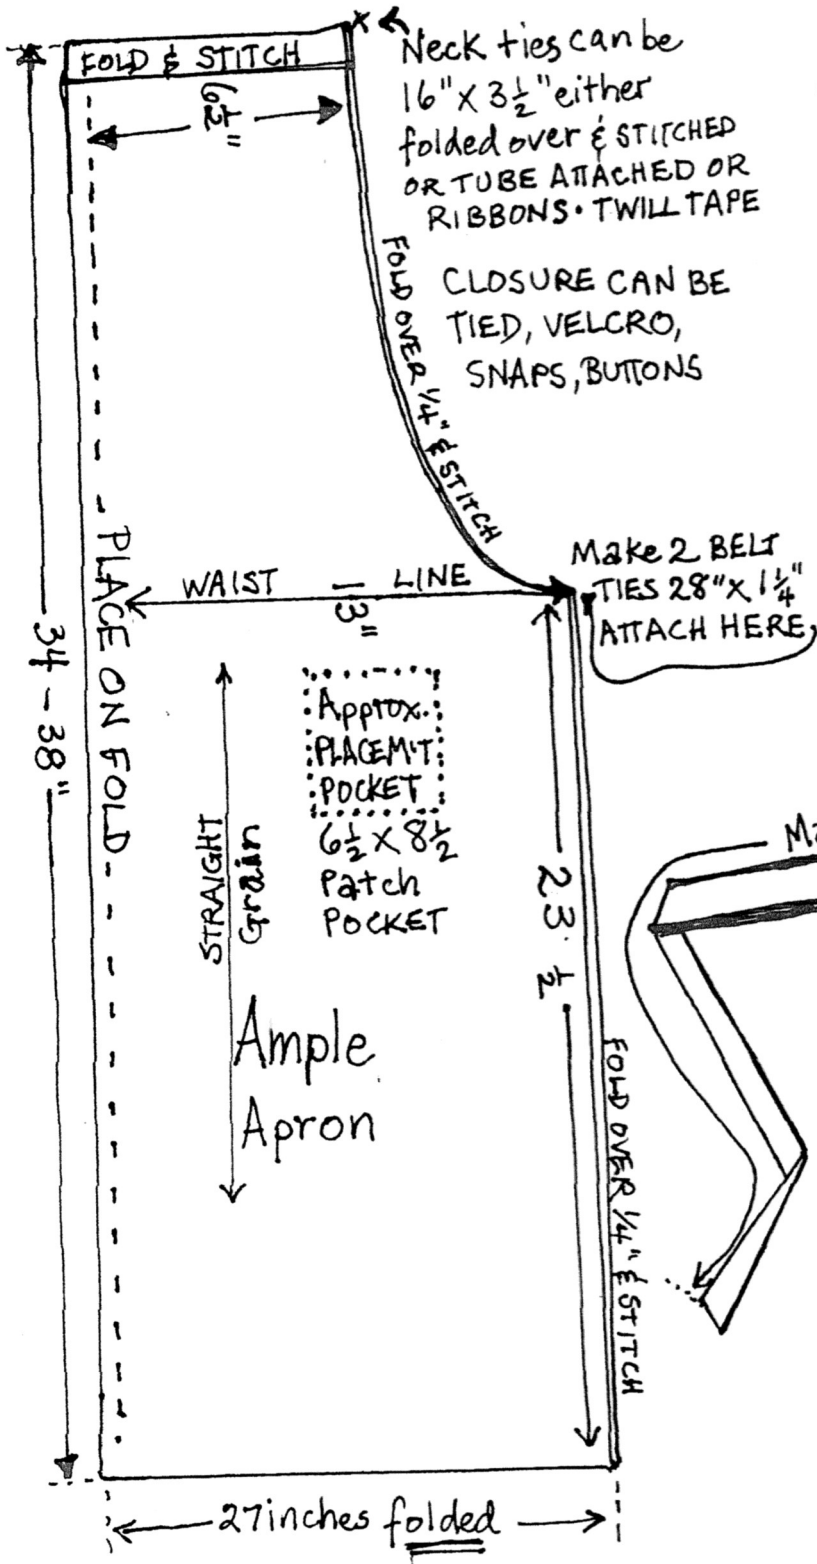 FOLD & STITCH
6½"
X
Neck ties can be
16" X 3½" either
folded over & STITCHED
OR TUBE ATTACHED OR
RIBBONS • TWILL TAPE
CLOSURE CAN BE
TIED, VELCRO,
SNAPS, BUTTONS
FOLD OVER 1/4" & STITCH
PLACE ON FOLD
34 - 38"
WAIST LINE
13"
Make 2 BELT
TIES 28" X 1¼"
ATTACH HERE,
Approx.
PLACEM'T
POCKET
6½ X 8½
Patch
POCKET
STRAIGHT
Grain
23 ½
Ample
Apron
FOLD OVER 1/4" & STITCH
27 inches folded